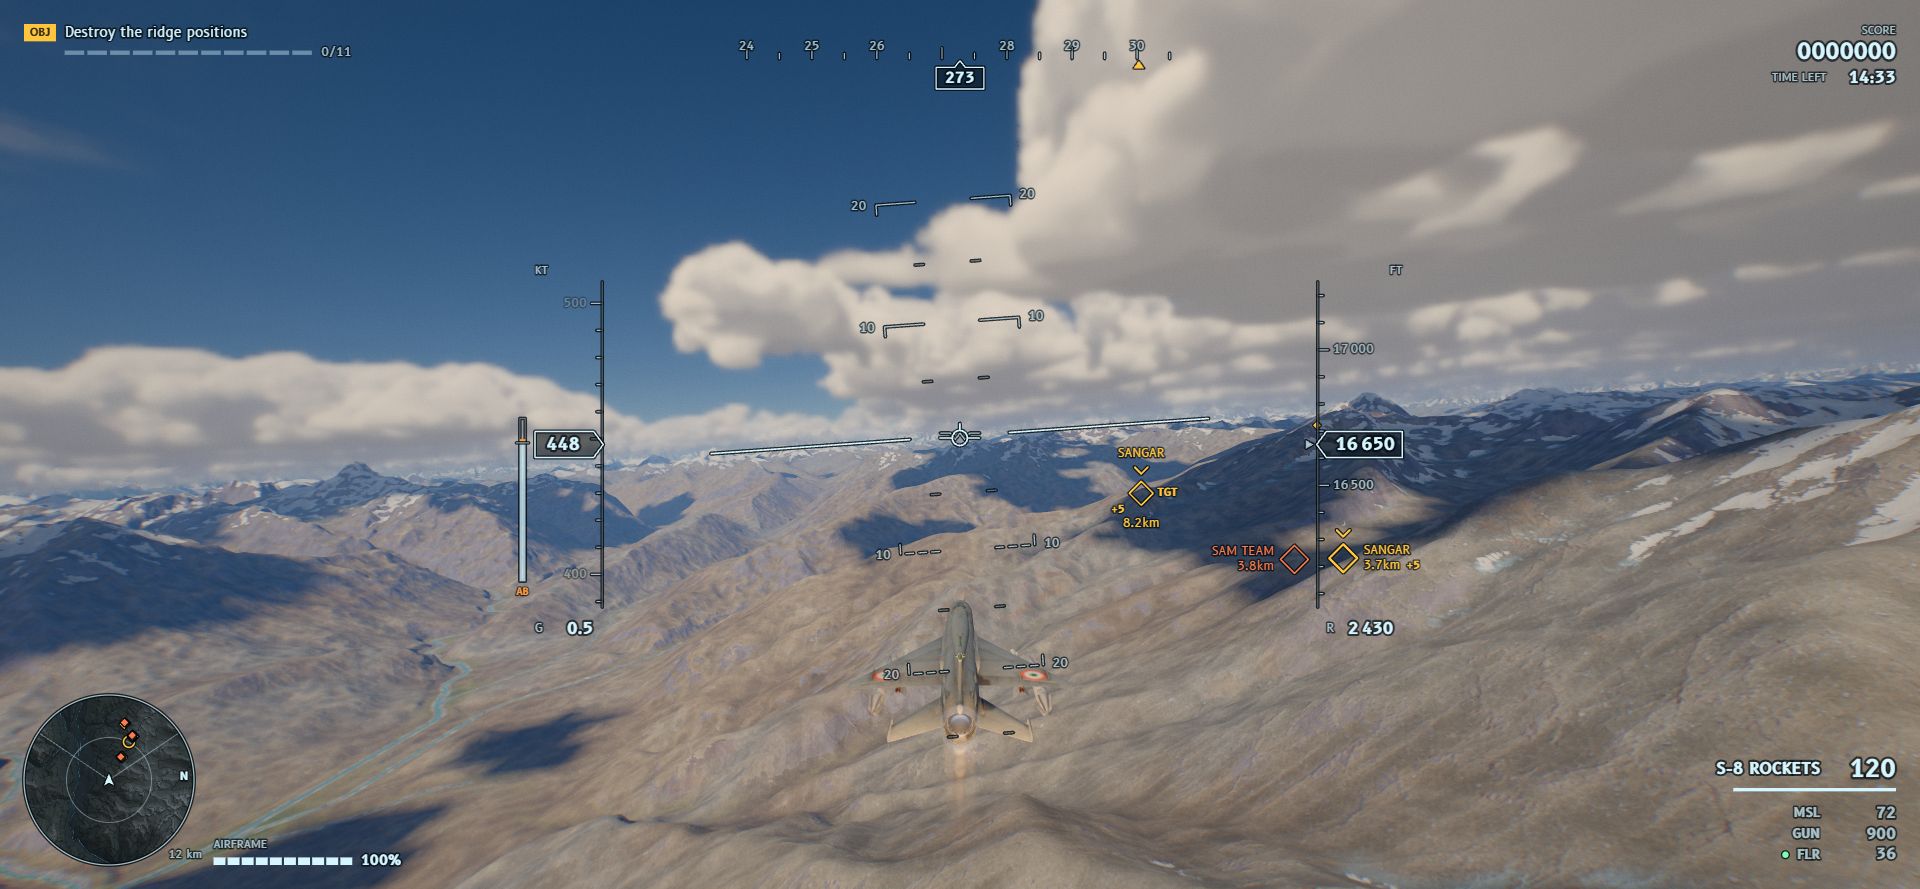 OBJ Destroy the ridge positions
0/11
24 25 26 28 29 30
273
SCORE
0000000
TIME LEFT 14:33
20 20
KT
FT
500
10 10
17 000
448
16 650
SANGAR
TGT
+5
8.2km
16 500
10 10
SAM TEAM
3.8km
SANGAR
3.7km +5
400
AB
G 0.5
R 2 430
20 20
N
12 km
AIRFRAME
100%
S-8 ROCKETS 120
MSL 72
GUN 900
FLR 36